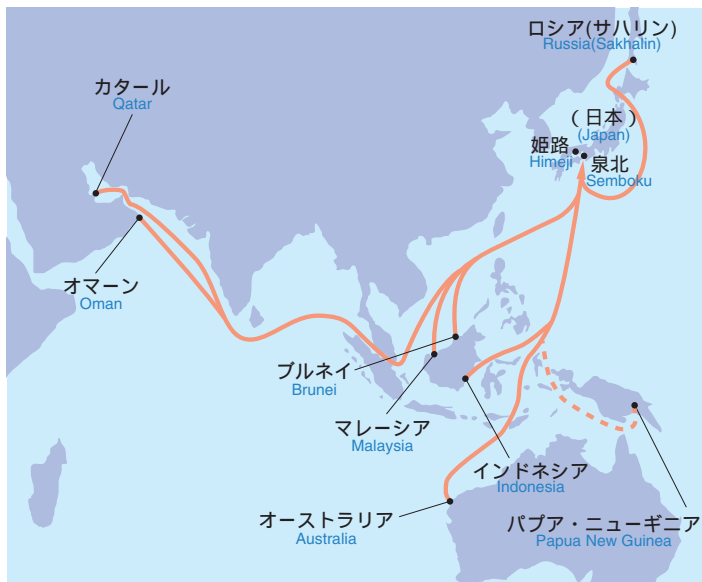 ロシア(サハリン)
Russia(Sakhalin)
カタール
Qatar
(日本)
(Japan)
姫路
Himeji
泉北
Semboku
オマーン
Oman
ブルネイ
Brunei
マレーシア
Malaysia
インドネシア
Indonesia
オーストラリア
Australia
パプア・ニューギニア
Papua New Guinea